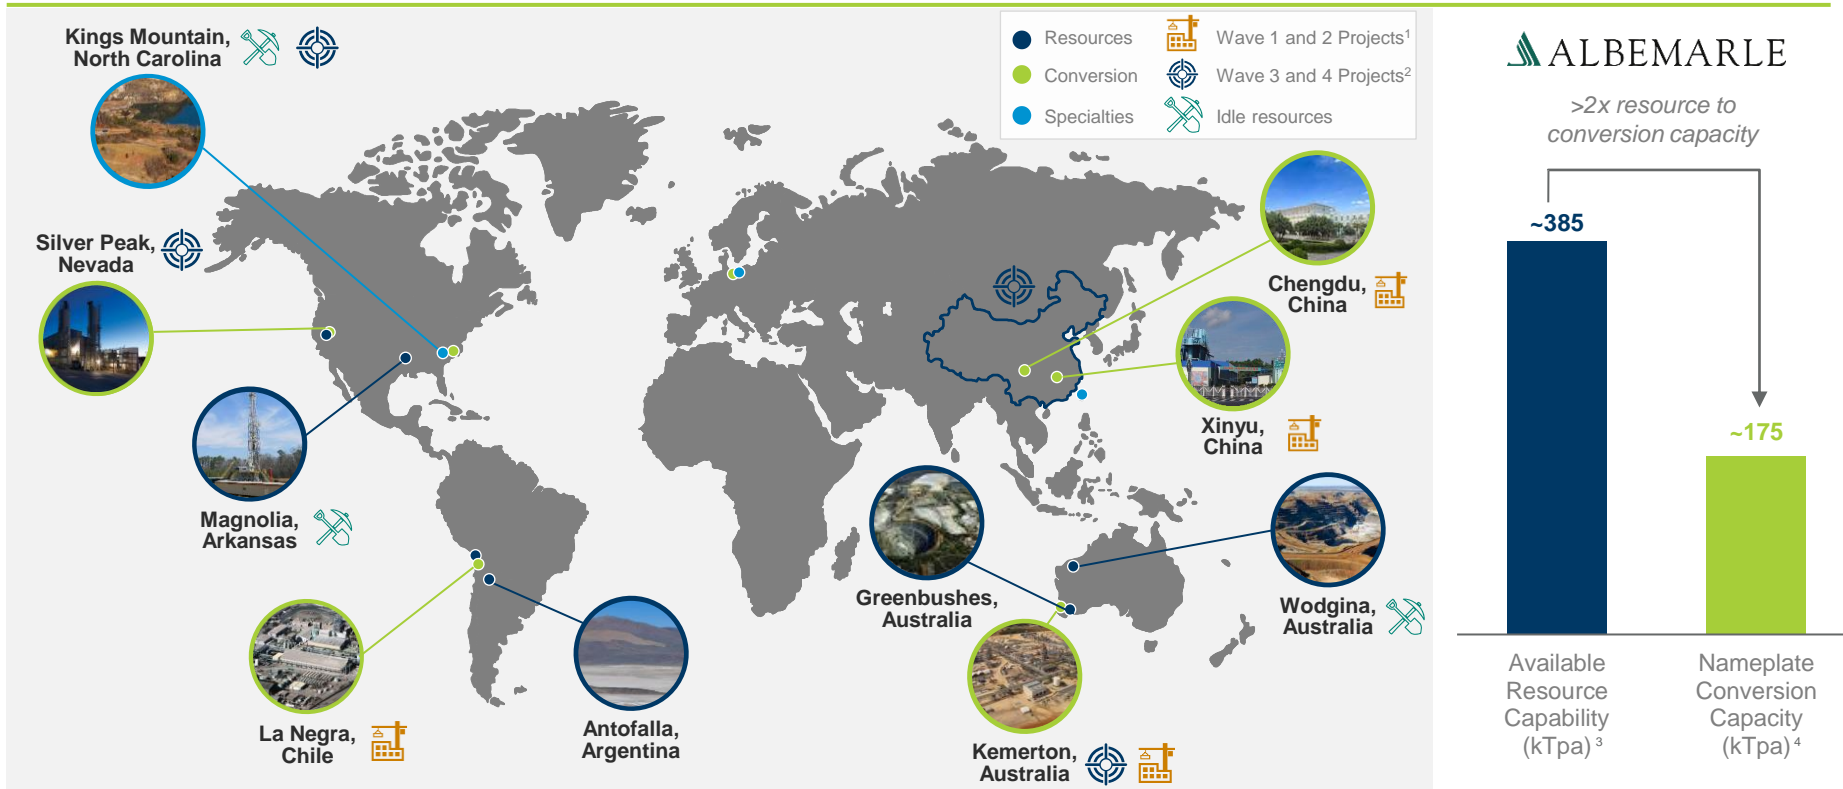 Kings Mountain,
North Carolina
Silver Peak,
Nevada
Magnolia,
Arkansas
La Negra,
Chile
Antofalla,
Argentina
Resources
Conversion
Specialties
Wave 1 and 2 Projects¹
Wave 3 and 4 Projects²
Idle resources
Chengdu,
China
Xinyu,
China
Greenbushes,
Australia
Wodgina,
Australia
Kemerton,
Australia
ALBEMARLE
>2x resource to
conversion capacity
~385
~175
Available
Resource
Capability
(kTpa) ³
Nameplate
Conversion
Capacity
(kTpa) ⁴